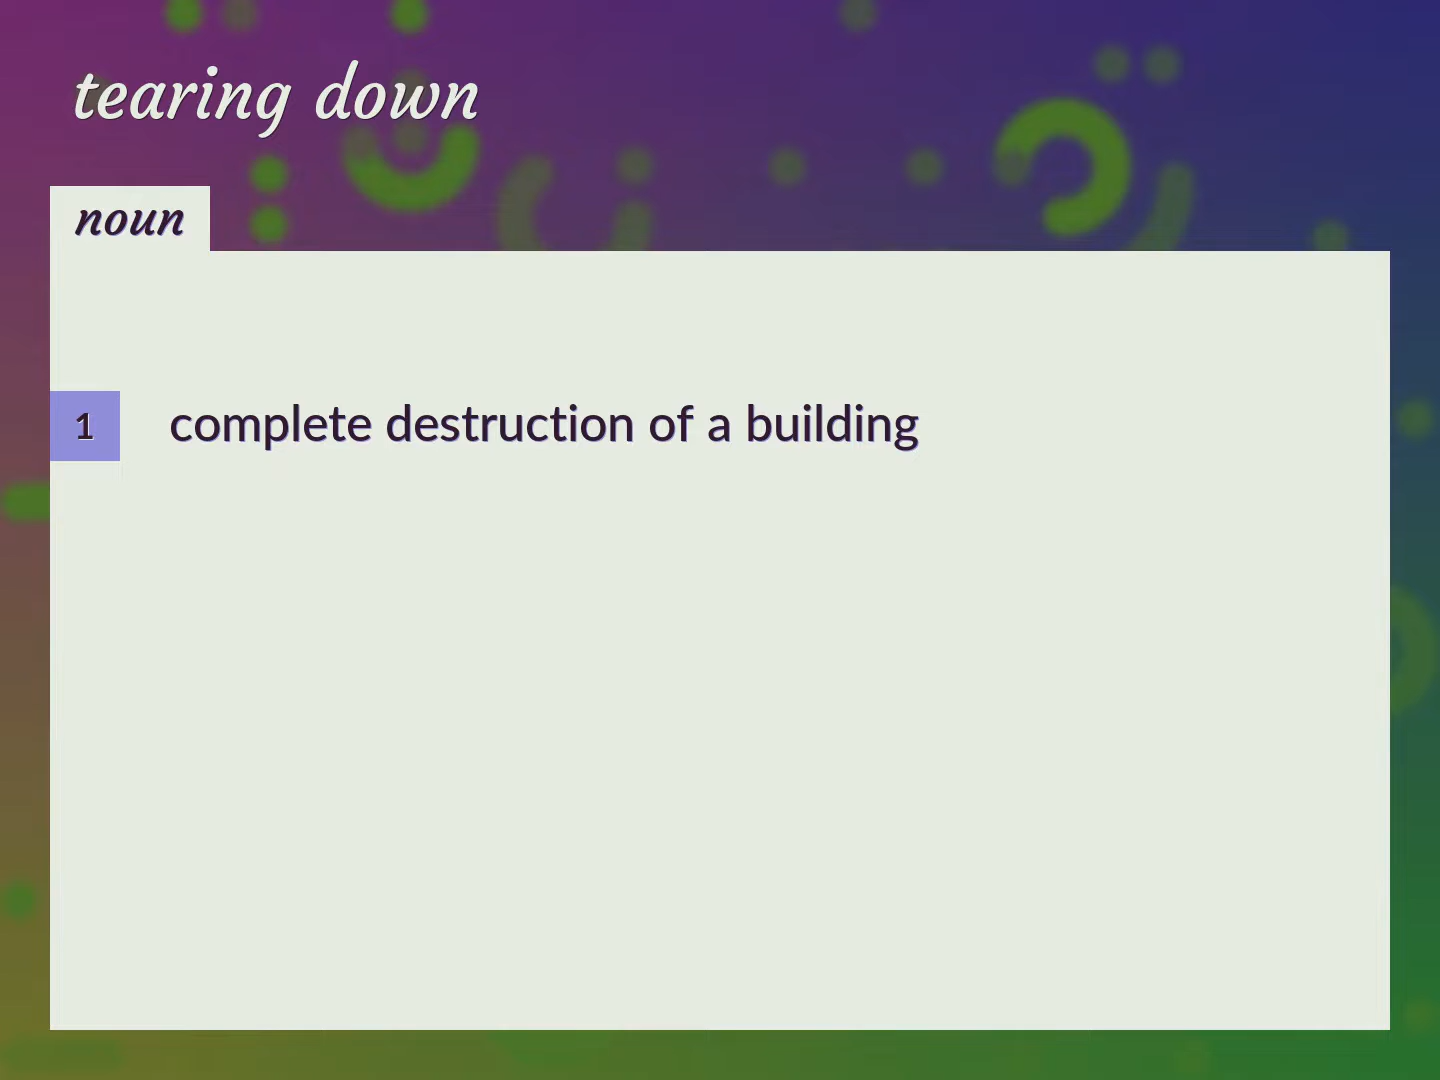 tearing down
noun
1 complete destruction of a building